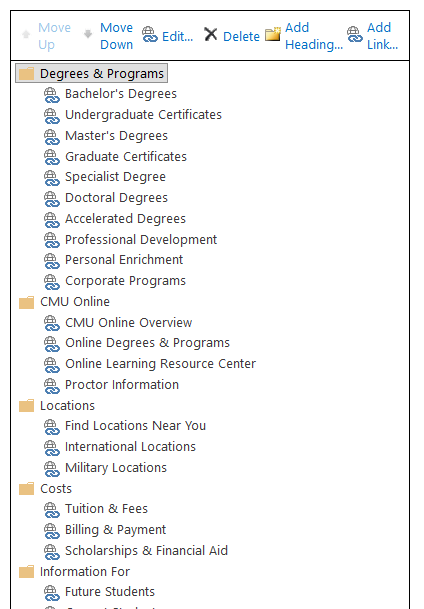 Move Up
Move Down
Edit...
Delete
Add Heading...
Add Link...
Degrees & Programs
Bachelor's Degrees
Undergraduate Certificates
Master's Degrees
Graduate Certificates
Specialist Degree
Doctoral Degrees
Accelerated Degrees
Professional Development
Personal Enrichment
Corporate Programs
CMU Online
CMU Online Overview
Online Degrees & Programs
Online Learning Resource Center
Proctor Information
Locations
Find Locations Near You
International Locations
Military Locations
Costs
Tuition & Fees
Billing & Payment
Scholarships & Financial Aid
Information For
Future Students